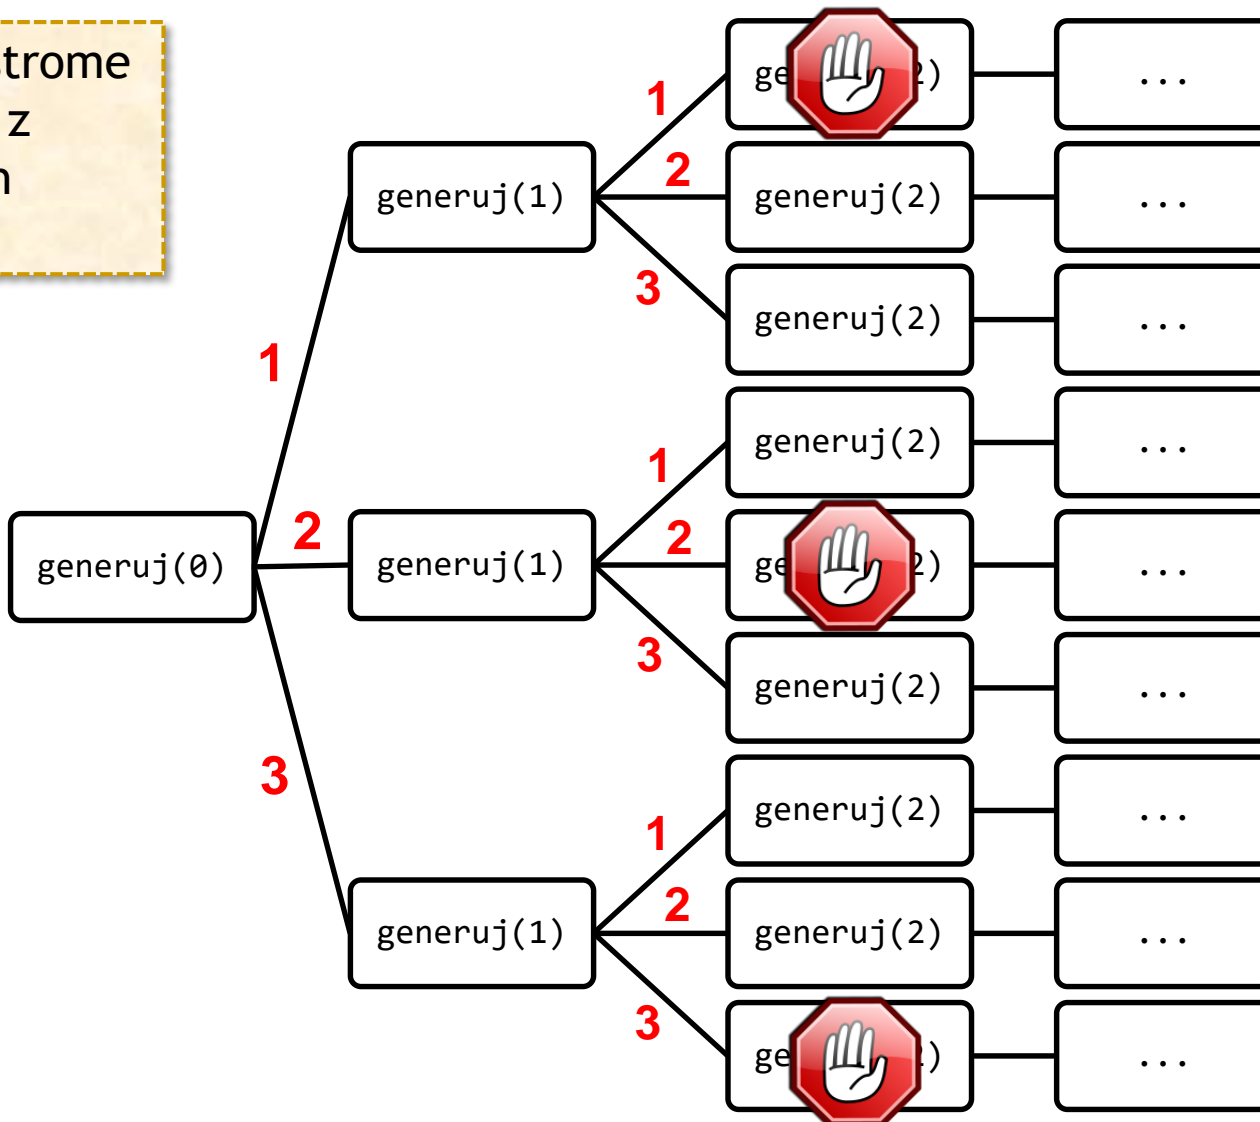 strome
z
generuj(0)
1
2
3
generuj(1)
1
2
3
generuj(2)
...
generuj(2)
...
generuj(2)
...
generuj(1)
1
2
3
generuj(2)
...
generuj(2)
...
generuj(1)
1
2
3
generuj(2)
...
generuj(2)
...
...
...